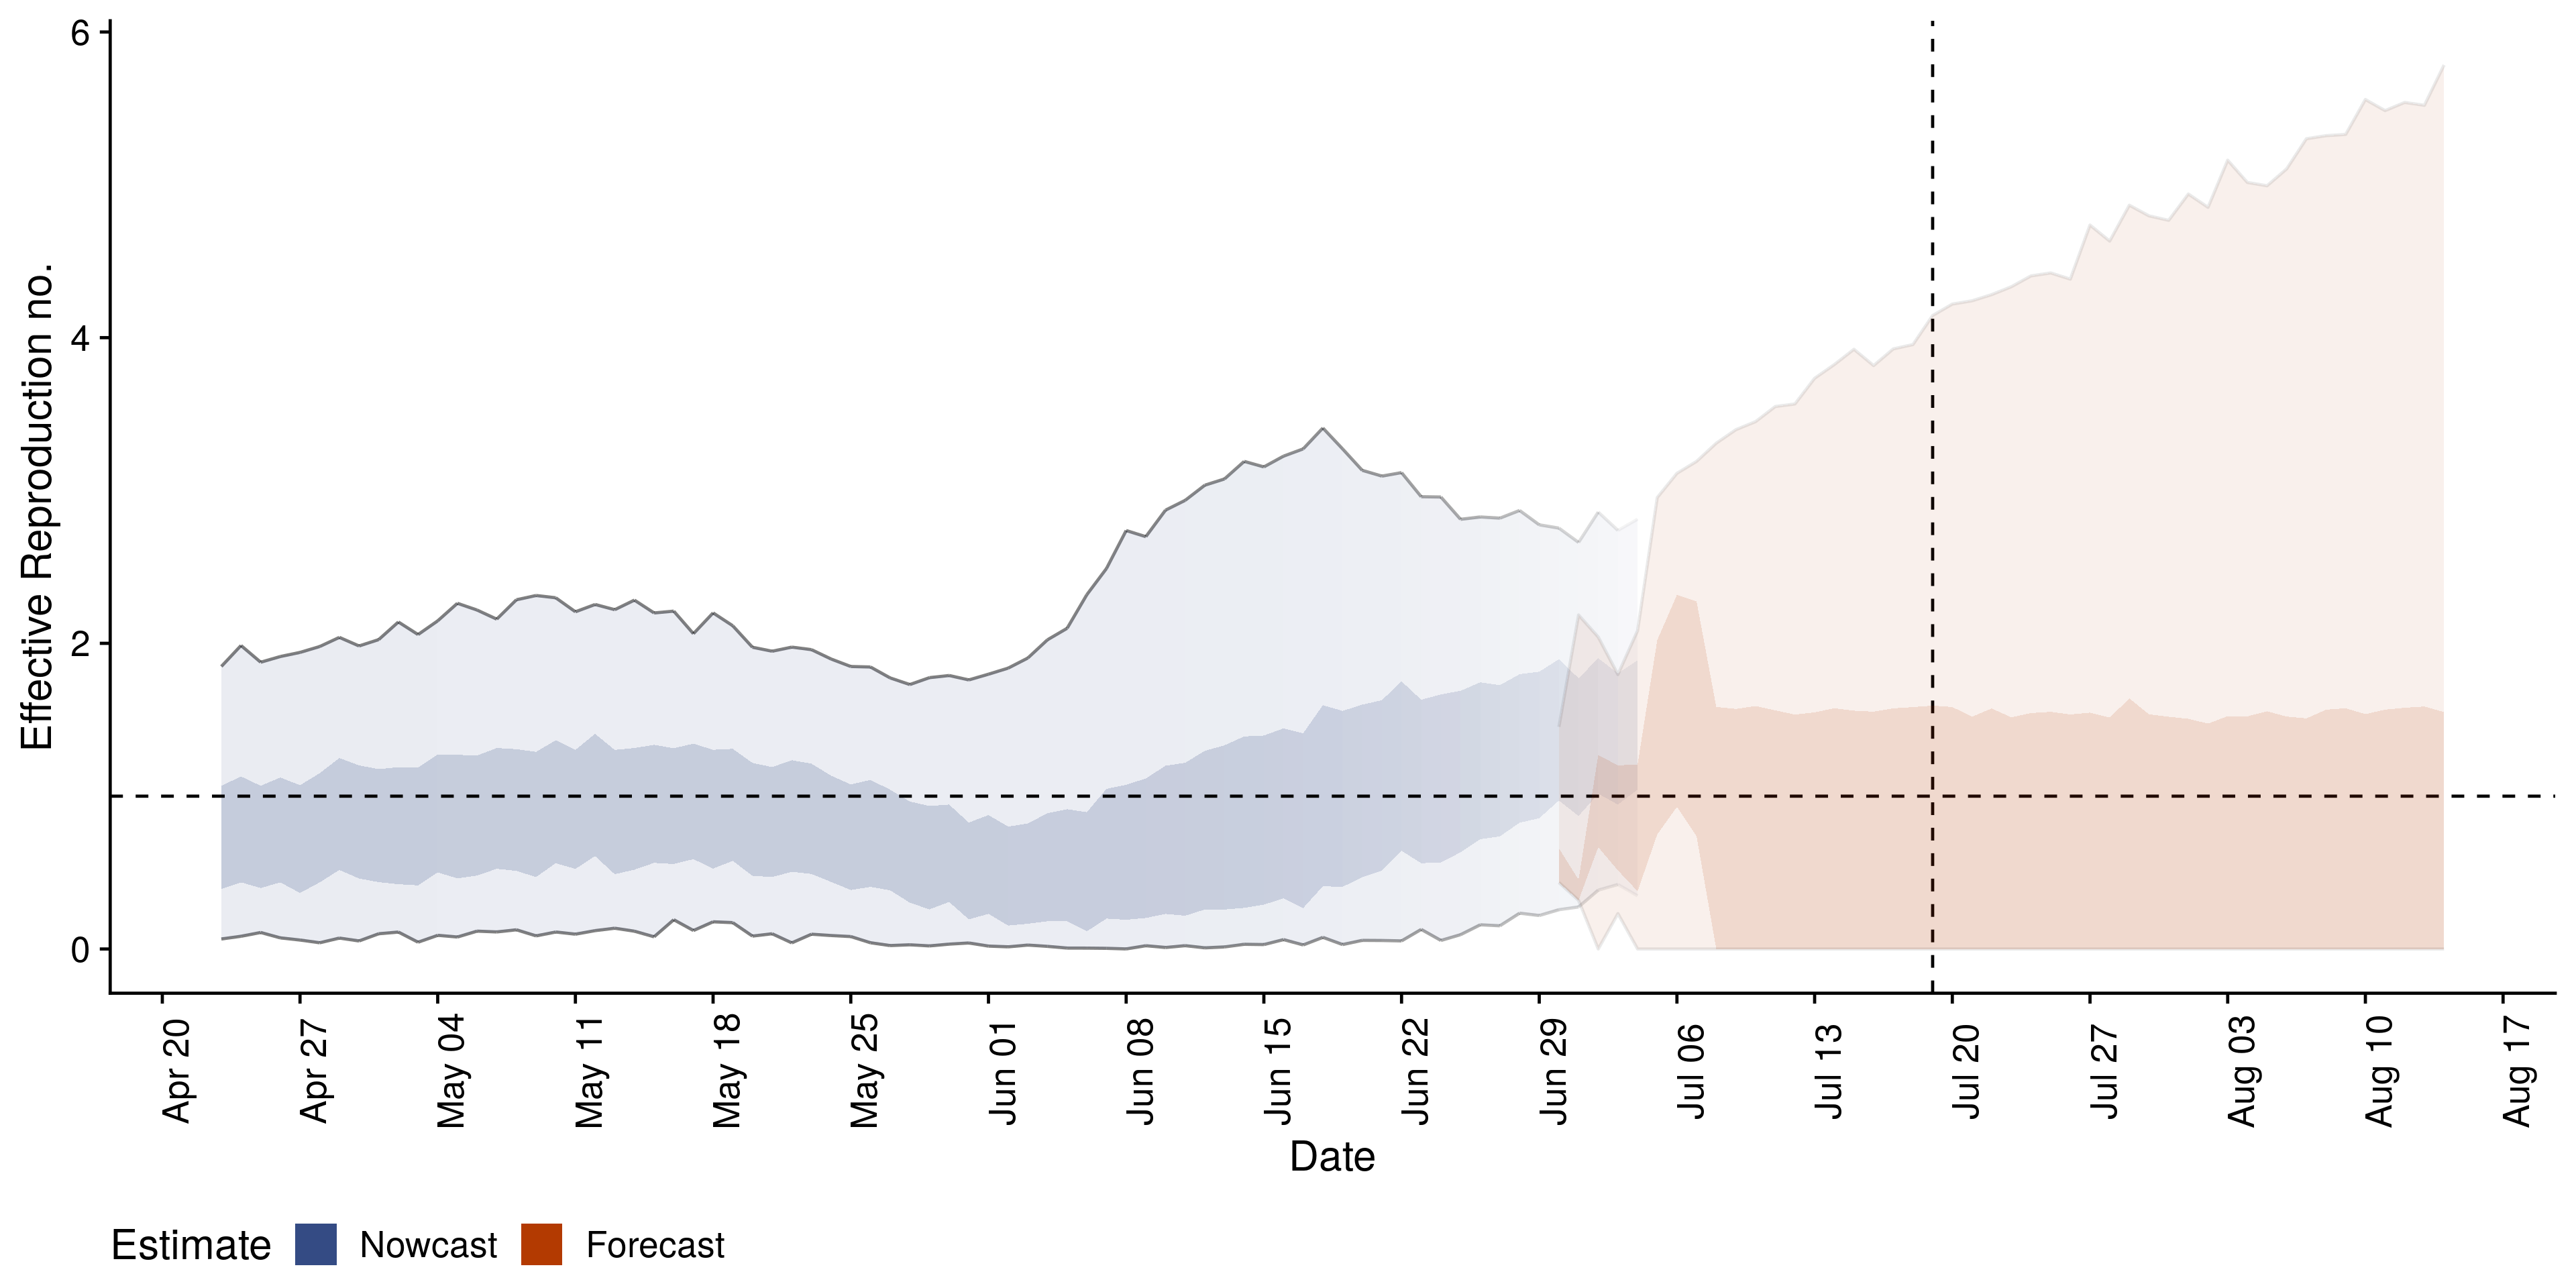 Effective Reproduction no.
6
4
2
0
Apr 20
Apr 27
May 04
May 11
May 18
May 25
Jun 01
Jun 08
Jun 15
Jun 22
Jun 29
Jul 06
Jul 13
Jul 20
Jul 27
Aug 03
Aug 10
Aug 17
Date
Estimate Nowcast Forecast